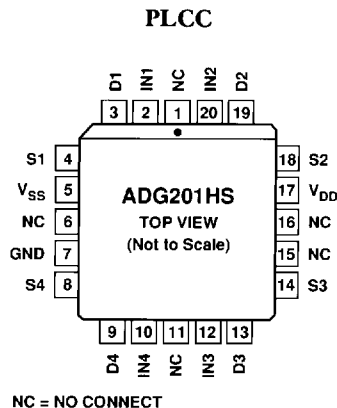 PLCC
D1 IN1 NC IN2 D2
3 2 1 20 19
S1 4 18 S2
VSS 5 17 VDD
NC 6 16 NC
GND 7 15 NC
S4 8 14 S3
ADG201HS
TOP VIEW
(Not to Scale)
9 10 11 12 13
D4 IN4 NC IN3 D3
NC = NO CONNECT